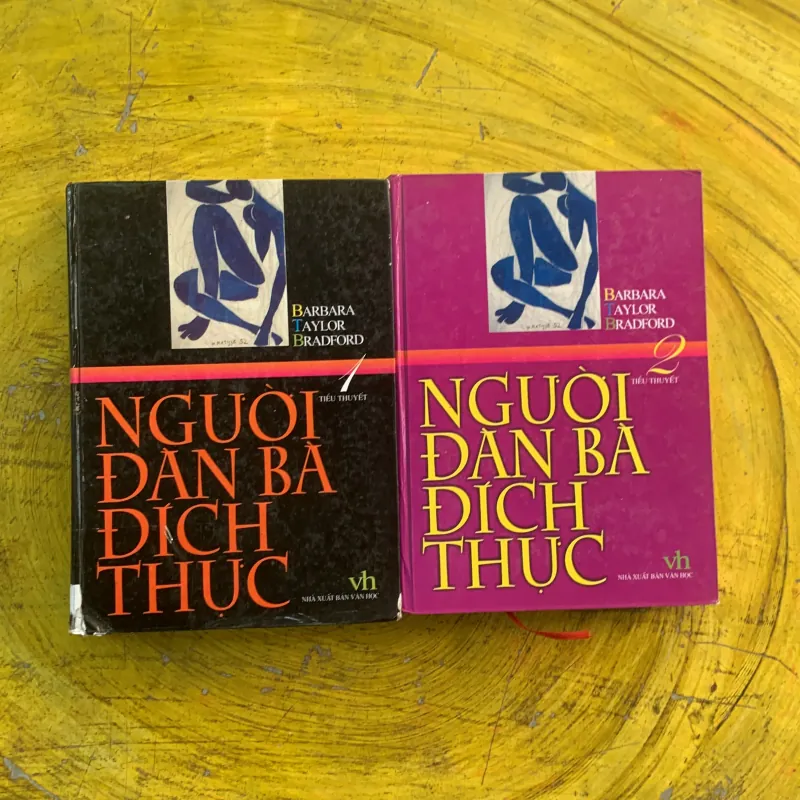 BARBARA
TAYLOR
BRADFORD
1
TIỂU THUYẾT
NGƯỜI
ĐÀN BÀ
ĐÍCH
THỰC
vh
NHÀ XUẤT BẢN VĂN HỌC
BARBARA
TAYLOR
BRADFORD
2
TIỂU THUYẾT
NGƯỜI
ĐÀN BÀ
ĐÍCH
THỰC
vh
NHÀ XUẤT BẢN VĂN HỌC